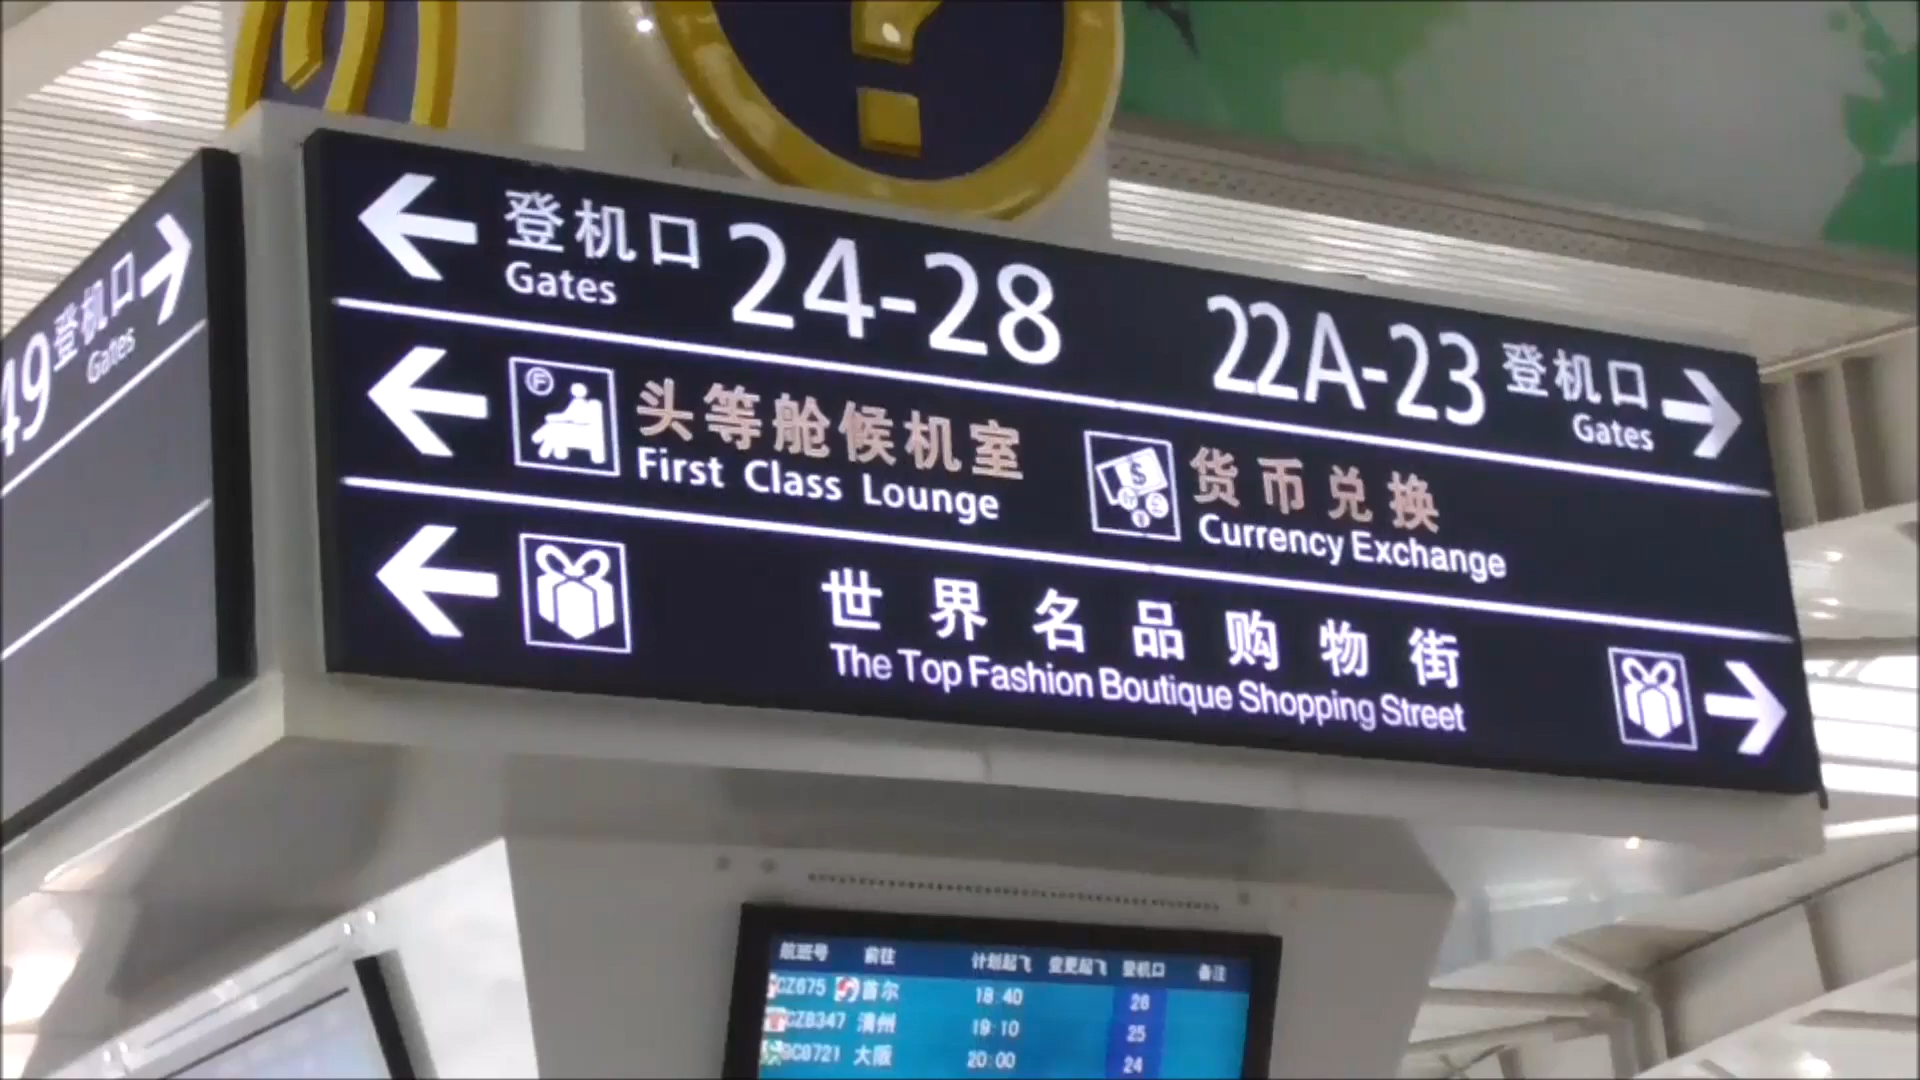 49 登机口
Gates
登机口 24-28
Gates
22A-23 登机口
Gates
头等舱候机室
First Class Lounge
货币兑换
Currency Exchange
世界名品购物街
The Top Fashion Boutique Shopping Street
?
航班号 前往 计划起飞 变更起飞 登机口 备注
CZ675 首尔 18:40 26
CZ8347 清州 19:10 25
9C8721 大阪 20:00 24